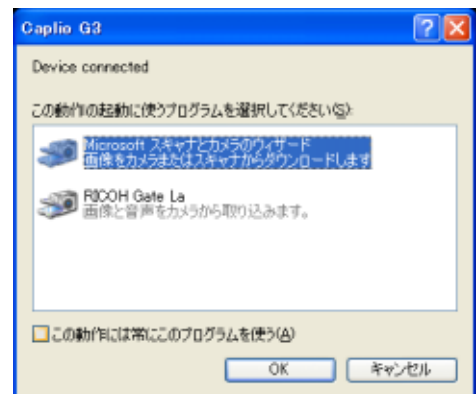 Caplio G3
Device connected
この動作の起動に使うプログラムを選択してください(S):
Microsoft スキャナとカメラのウィザード
画像をカメラまたはスキャナからダウンロードします
RICOH Gate La
画像と音声をカメラから取り込みます。
この動作には常にこのプログラムを使う(A)
OK
キャンセル